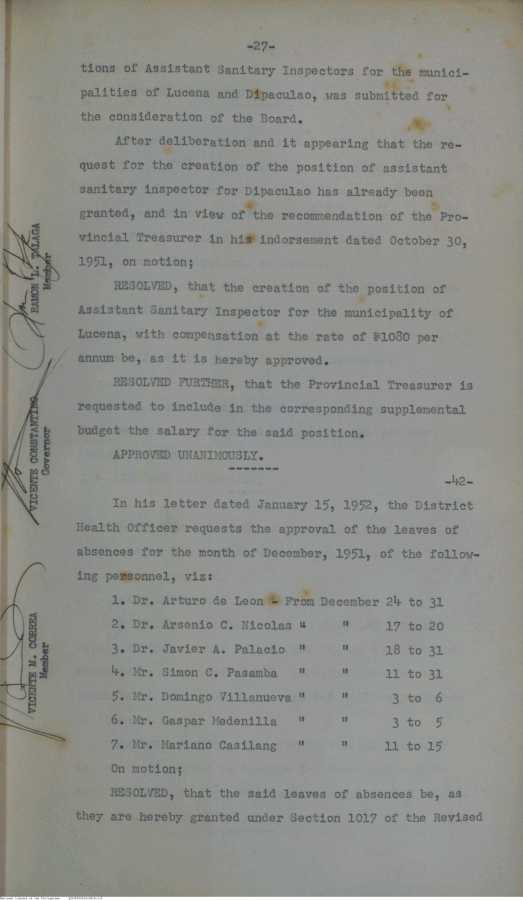 -27-
tions of Assistant Sanitary Inspectors for the munici-
palities of Lucena and Dipaculao, was submitted for
the consideration of the Board.
After deliberation and it appearing that the re-
quest for the creation of the position of assistant
sanitary inspector for Dipaculao has already been
granted, and in view of the recommendation of the Pro-
vincial Treasurer in his indorsement dated October 30,
1951, on motion;
RESOLVED, that the creation of the position of
Assistant Sanitary Inspector for the municipality of
Lucena, with compensation at the rate of ₱1080 per
annum be, as it is hereby approved.
RESOLVED FURTHER, that the Provincial Treasurer is
requested to include in the corresponding supplemental
budget the salary for the said position.
APPROVED UNANIMOUSLY.
-------
-42-
In his letter dated January 15, 1952, the District
Health Officer requests the approval of the leaves of
absences for the month of December, 1951, of the follow-
ing personnel, viz:
1. Dr. Arturo de Leon - From December 24 to 31
2. Dr. Arsenio C. Nicolas " " 17 to 20
3. Dr. Javier A. Palacio " " 18 to 31
4. Mr. Simon C. Pasamba " " 11 to 31
5. Mr. Domingo Villanueva " " 3 to 6
6. Mr. Gaspar Medenilla " " 3 to 5
7. Mr. Mariano Casilang " " 11 to 15
On motion;
RESOLVED, that the said leaves of absences be, as
they are hereby granted under Section 1017 of the Revised
RAMON L. TALAGA
Member
VICENTE CONSTANTINO
Governor
VICENTE M. CORREA
Member
National Library of the Philippines